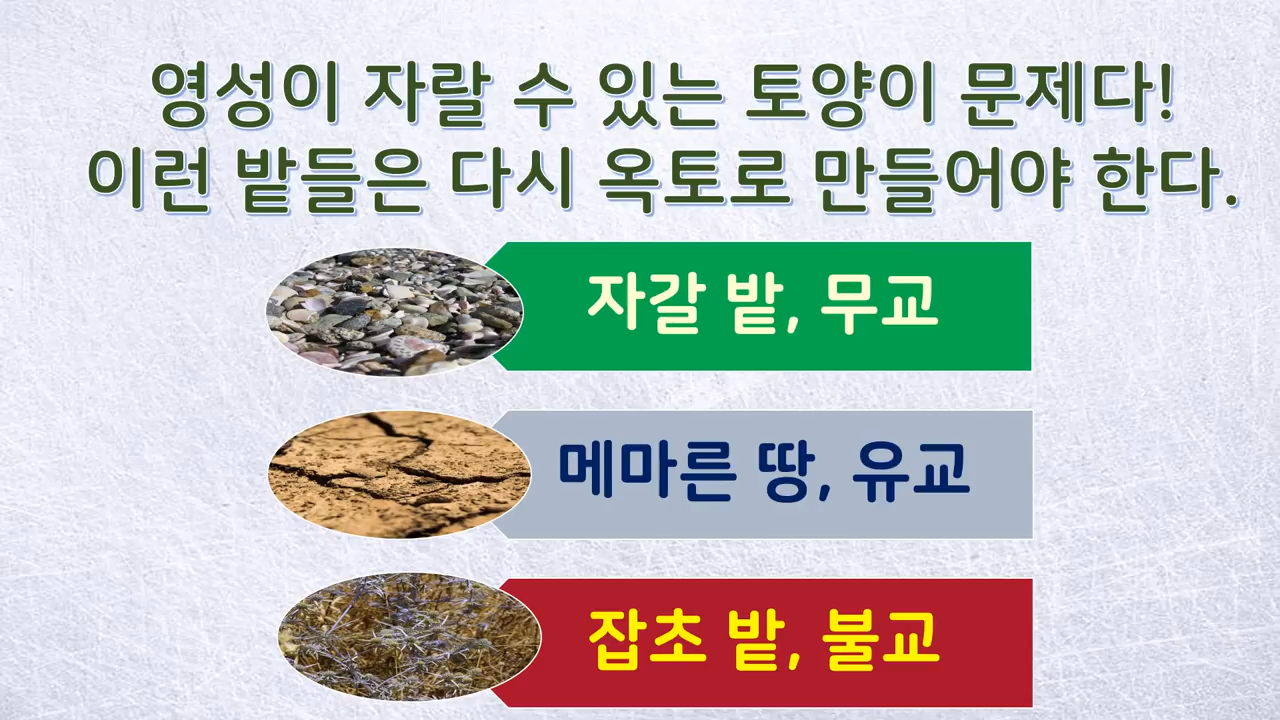 영성이 자랄 수 있는 토양이 문제다!
이런 밭들은 다시 옥토로 만들어야 한다.
자갈 밭, 무교
메마른 땅, 유교
잡초 밭, 불교